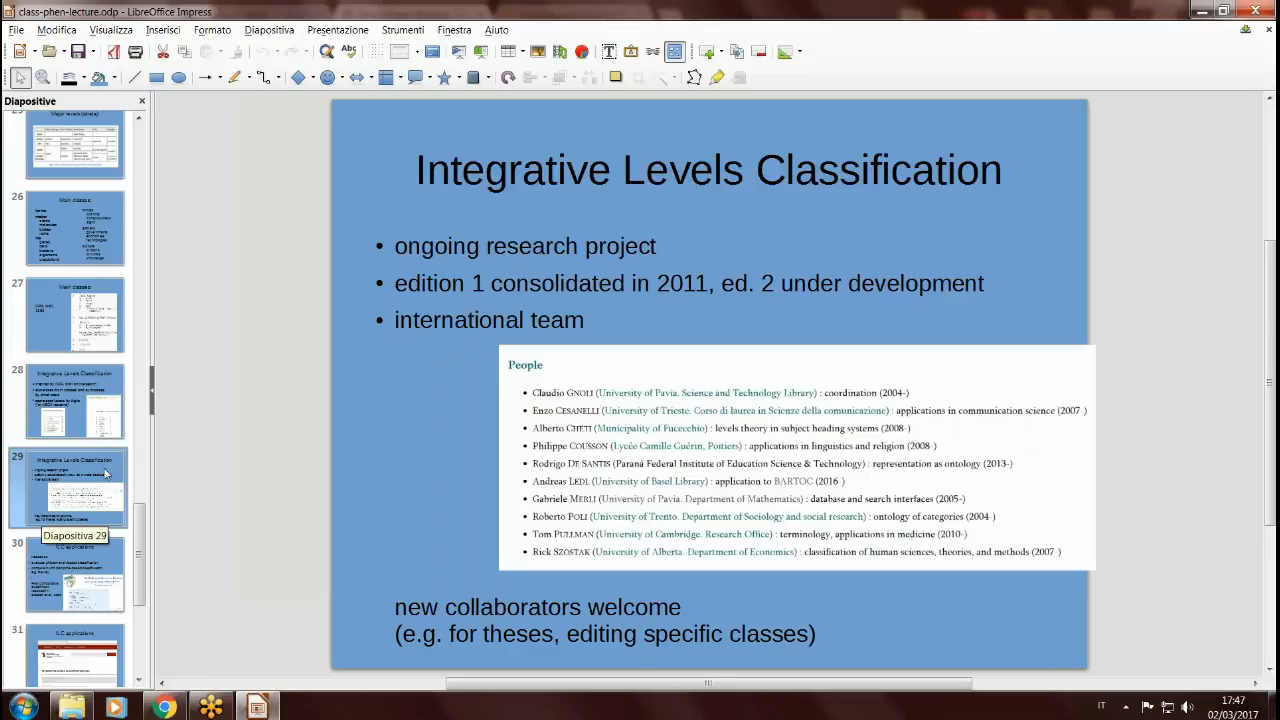 class-phen-lecture.odp - LibreOffice Impress
File Modifica Visualizza Inserisci Formato Diapositiva Presentazione Strumenti Finestra Aiuto
Diapositive
Major levels (strata)
26
Main classes
27
Main classes
28
Integrative Levels Classification
29
Integrative Levels Classification
Diapositiva 29
30
ILC applications
31
ILC applications
Integrative Levels Classification
• ongoing research project
• edition 1 consolidated in 2011, ed. 2 under development
• international team
People
• Claudio GNOLI (University of Pavia. Science and Technology Library) : coordination (2004-)
• Enzo CESANELLI (University of Trieste. Corso di laurea in Scienze della comunicazione) : applications in communication science (2007-)
• Alberto CHETI (Municipality of Fucecchio) : levels theory in subject heading systems (2008-)
• Philippe COUSSON (Lycée Camille Guérin, Poitiers) : applications in linguistics and religion (2008-)
• Rodrigo DE SANTIS (Paraná Federal Institute of Education Science & Technology) : representation as ontology (2013-)
• Andreas LEDL (University of Basel Library) : application to BARTOC (2016-)
• Gabriele MERLI (University of Pavia. Department of Mathematics) : database and search interfaces (2005-)
• Roberto POLI (University of Trento. Department of Sociology and social research) : ontology of categories (2004-)
• Tom PULLMAN (University of Cambridge. Research Office) : terminology, applications in medicine (2010-)
• Rick SZOSTAK (University of Alberta. Department of Economics) : classification of human sciences, theories, and methods (2007-)
new collaborators welcome
(e.g. for theses, editing specific classes)
IT
17:47
02/03/2017